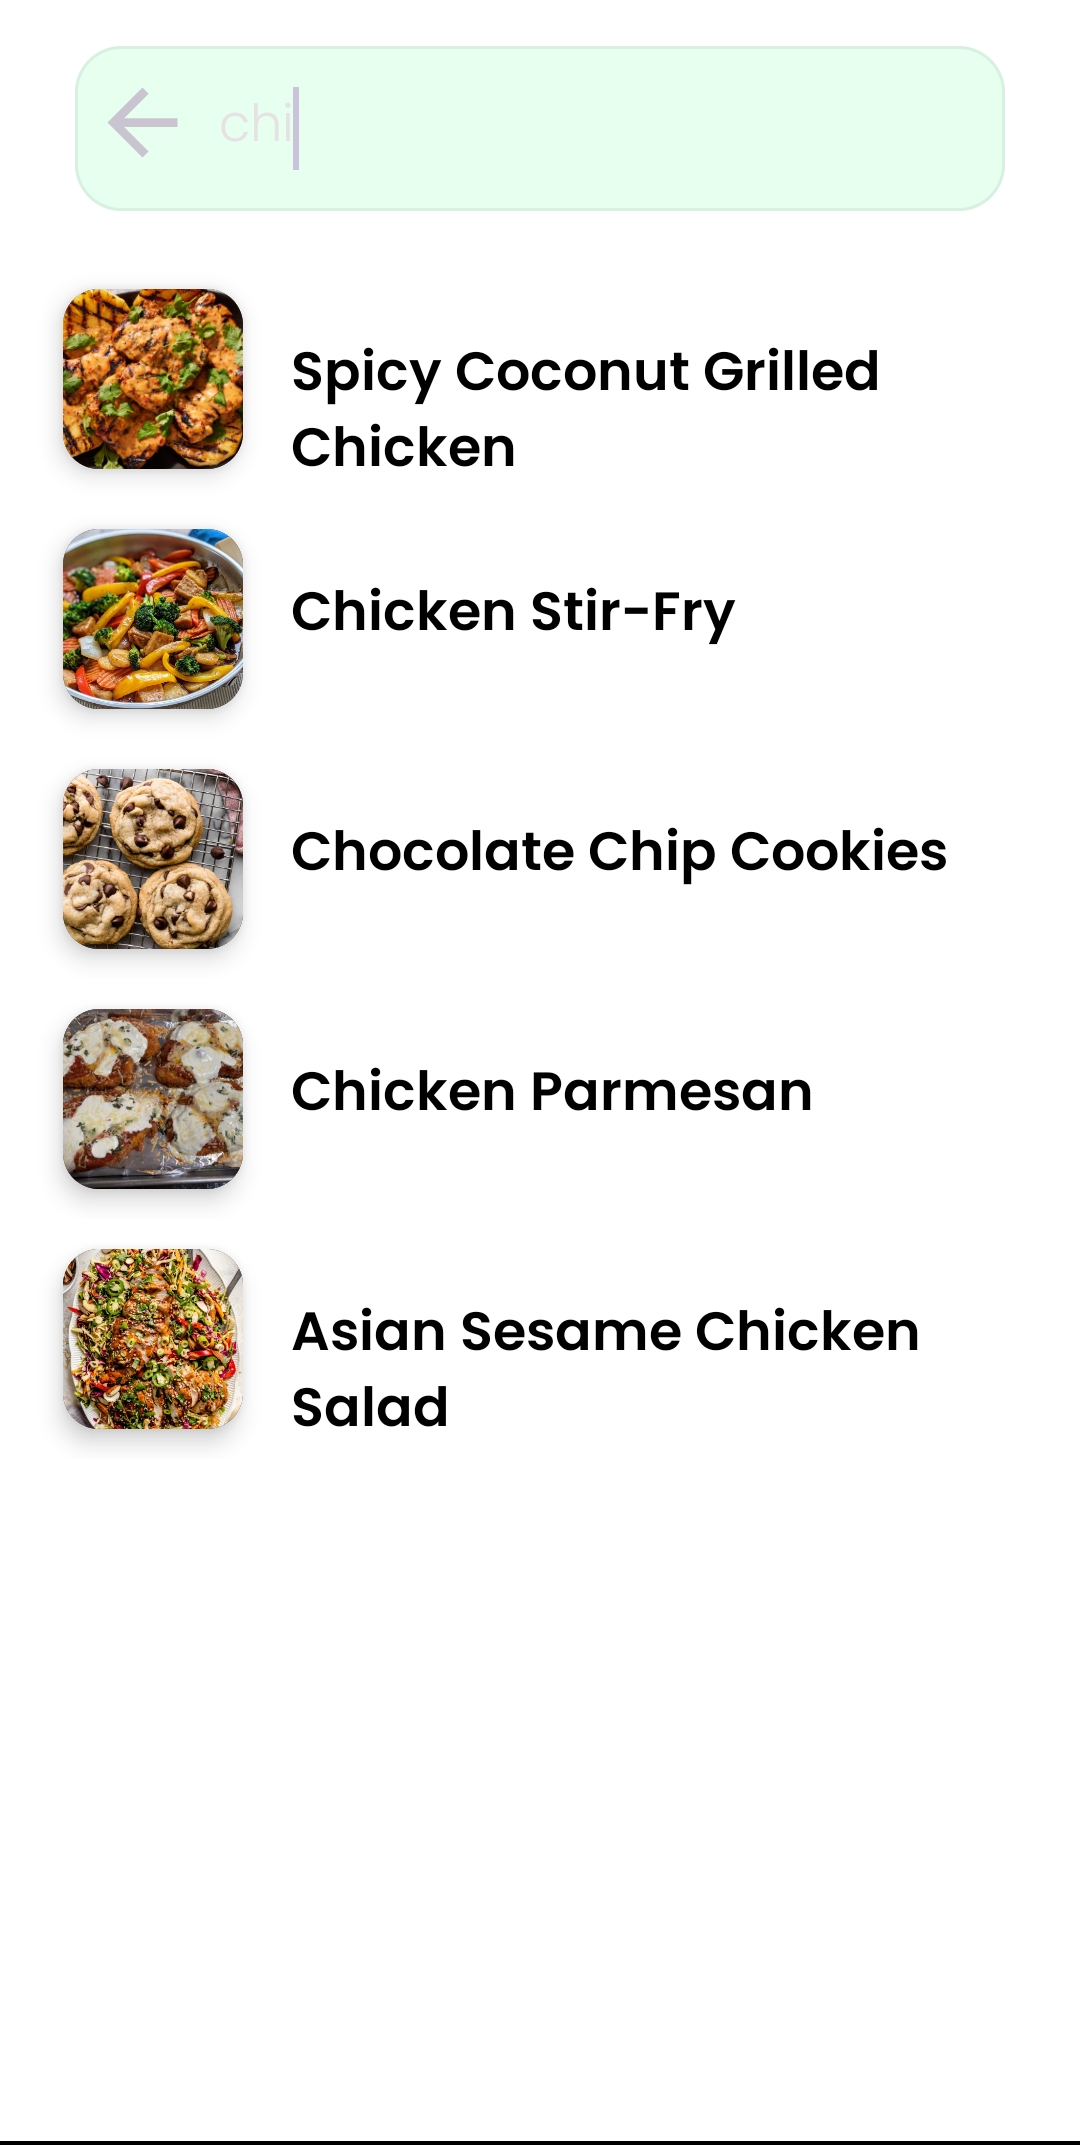 chi
Spicy Coconut Grilled
Chicken
Chicken Stir-Fry
Chocolate Chip Cookies
Chicken Parmesan
Asian Sesame Chicken
Salad